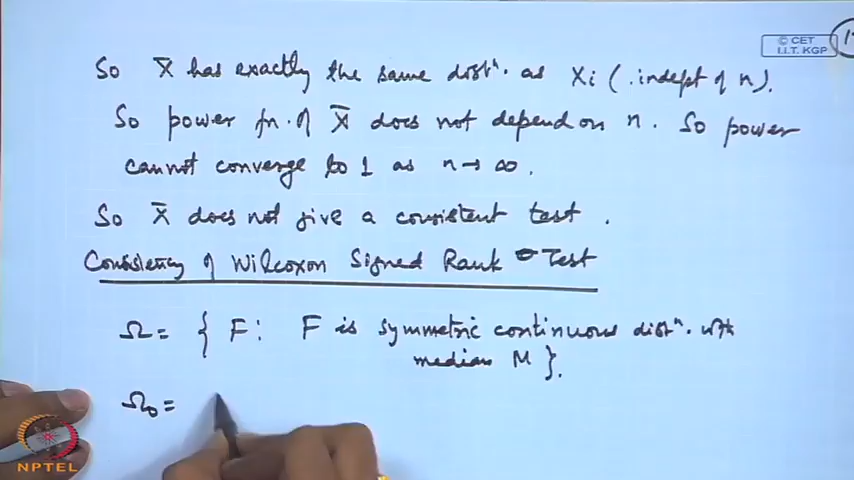 © CET
I.I.T. KGP
So X̄ has exactly the same distⁿ. as Xi (.indept of n).
So power fn. of X̄ does not depend on n. So power
cannot converge to 1 as n→∞.
So X̄ does not give a consistent test.
Consistency of Wilcoxon Signed Rank Test
Ω = { F: F is symmetric continuous distⁿ. with
median M }.
Ω₀ =
NPTEL